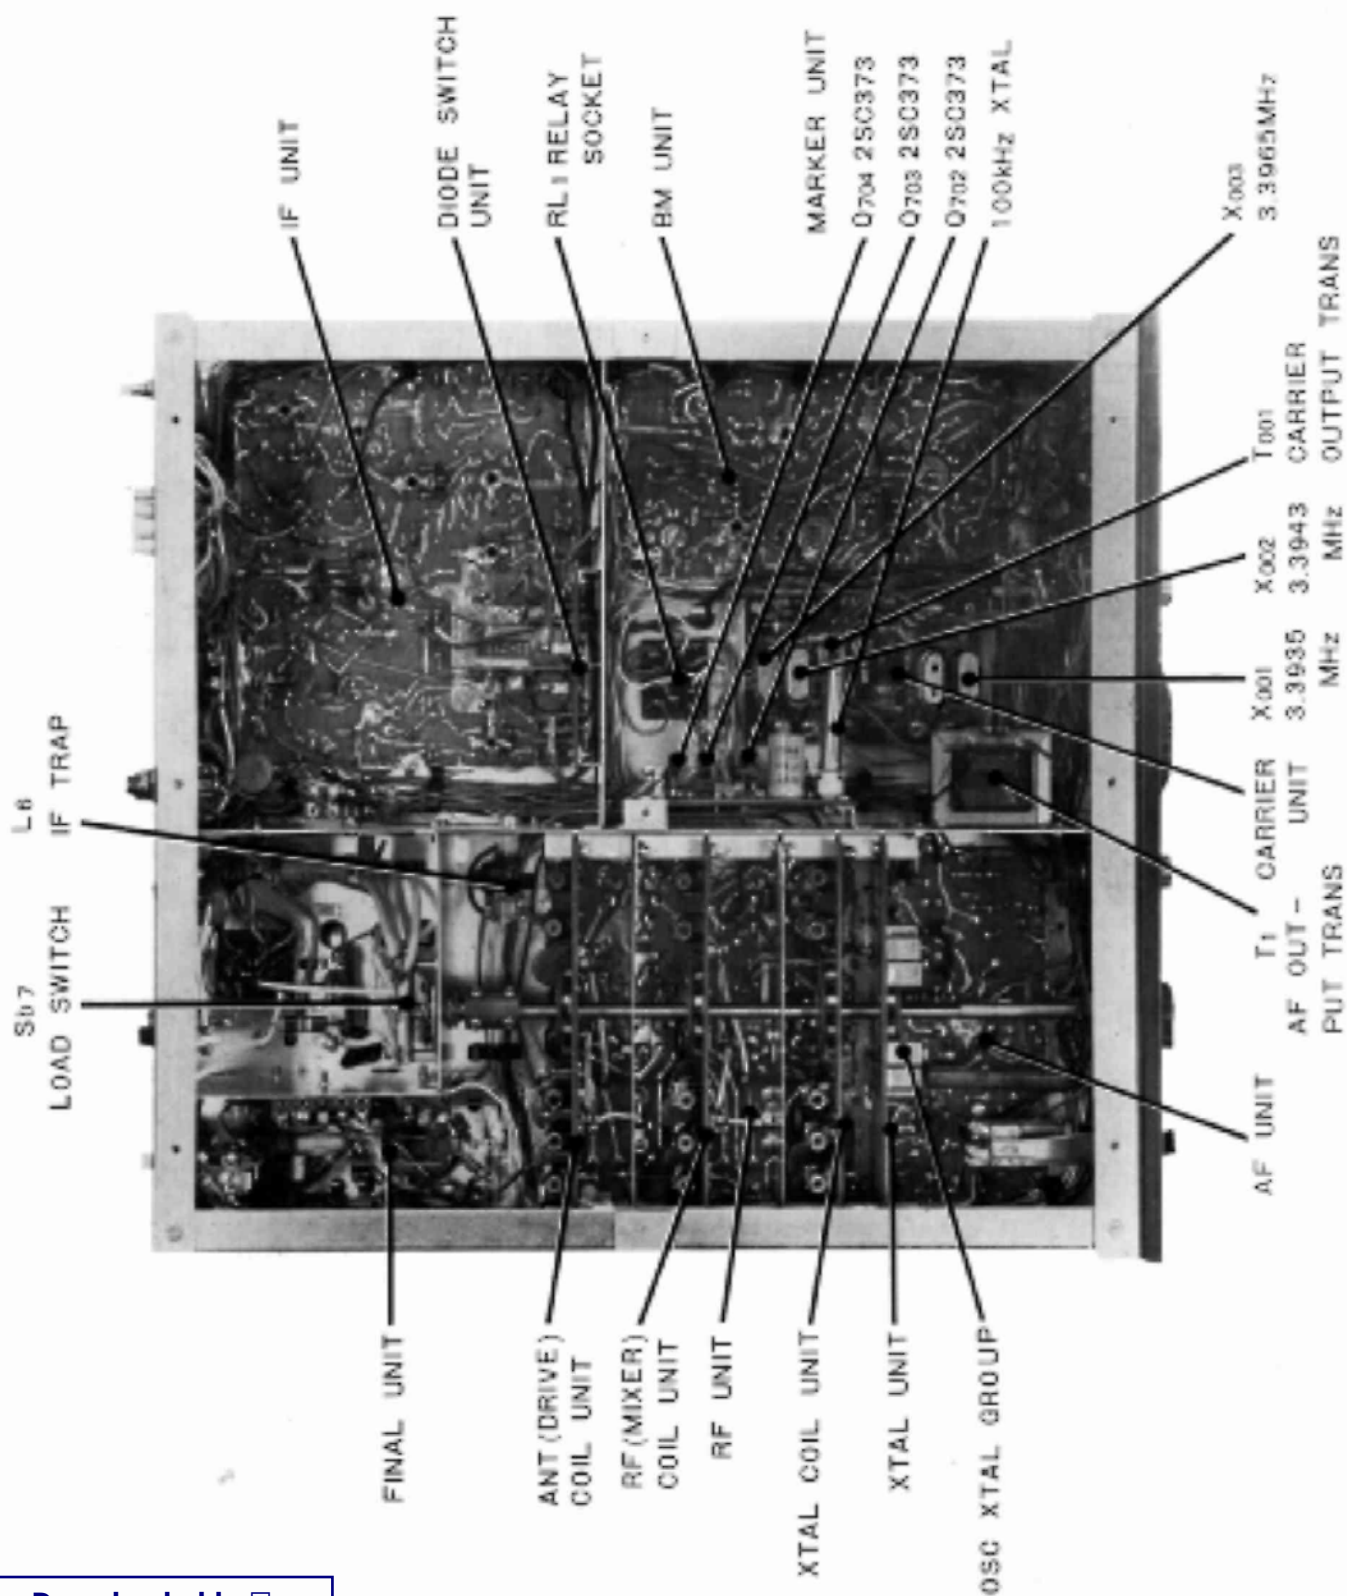 IF UNIT
DIODE SWITCH
UNIT
RL1 RELAY
SOCKET
BM UNIT
MARKER UNIT
Q704 2SC373
Q703 2SC373
Q702 2SC373
100kHz XTAL
X003
3.3965MHz
L6
IF TRAP
Sb7
LOAD SWITCH
T001
CARRIER
OUTPUT TRANS
X002
3.3943
MHz
X001
3.3935
MHz
CARRIER
UNIT
T1
AF OUT-
PUT TRANS
AF UNIT
FINAL UNIT
ANT(DRIVE)
COIL UNIT
RF(MIXER)
COIL UNIT
RF UNIT
XTAL COIL UNIT
XTAL UNIT
OSC XTAL GROUP